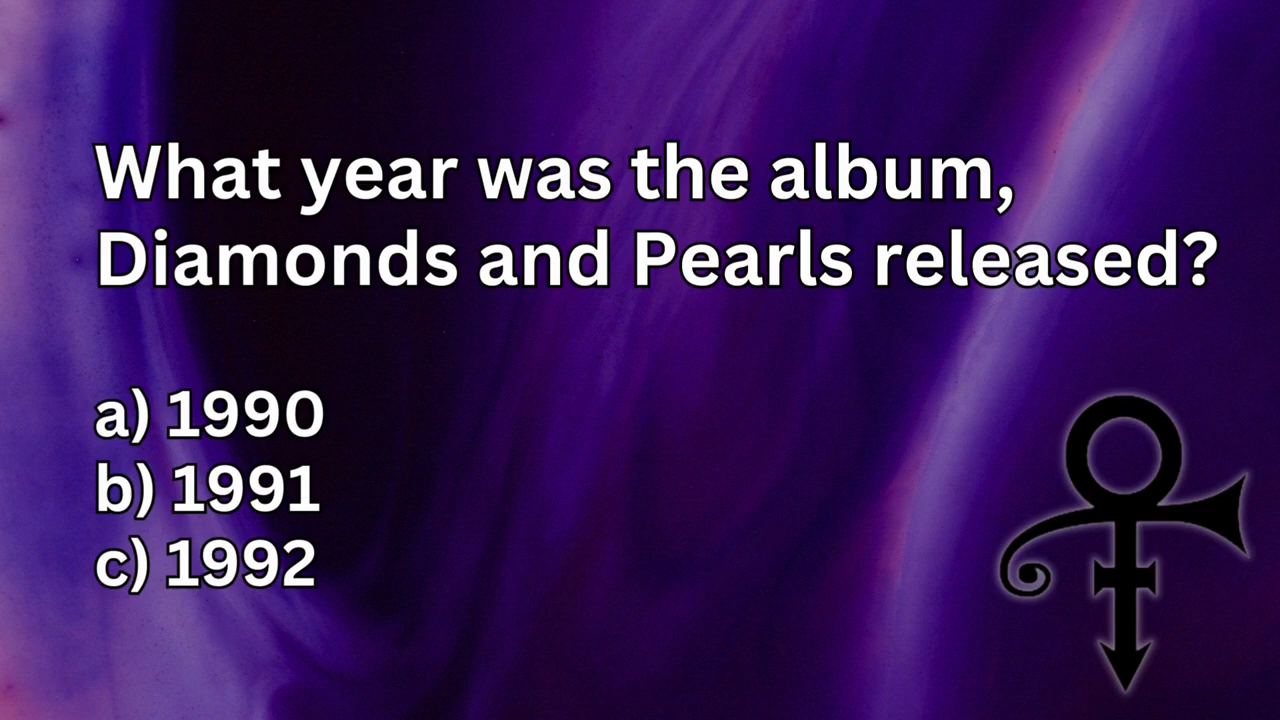 What year was the album,
Diamonds and Pearls released?
a) 1990
b) 1991
c) 1992